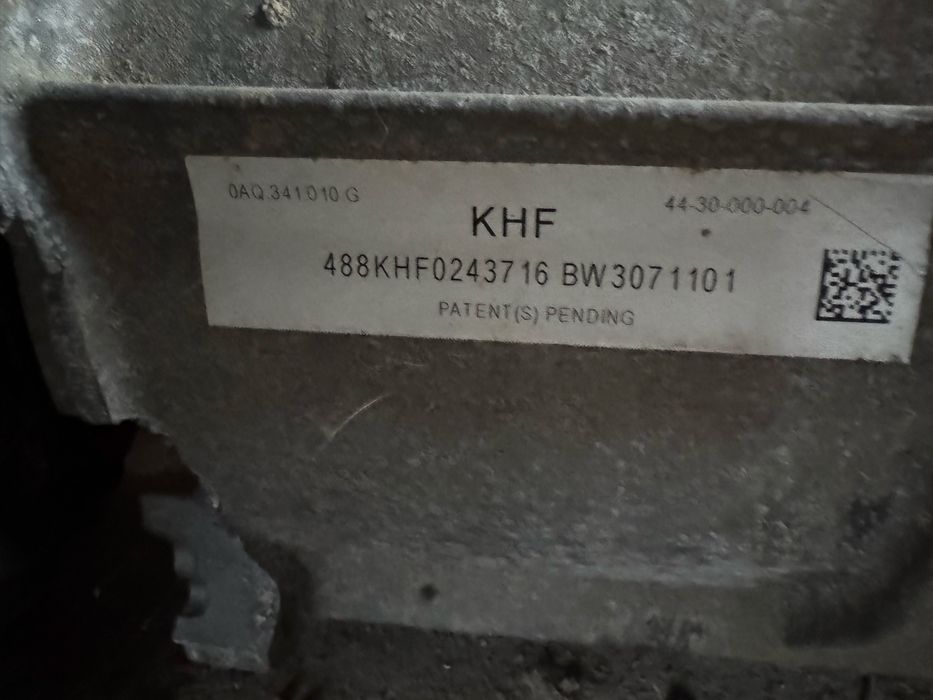 0AQ.341.010 G
44-30-000-004
KHF
488KHF0243716 BW3071101
PATENT(S) PENDING